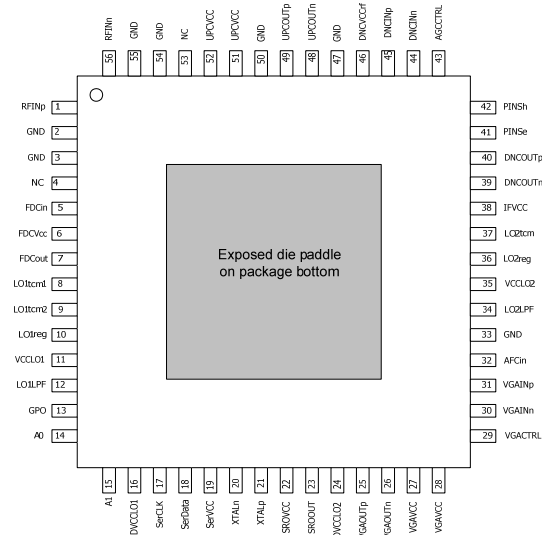 RFINn
GND
GND
NC
UPCVCC
UPCVCC
GND
UPCOUTp
UPCOUTn
GND
DNCVCCrf
DNCINp
DNCINn
AGCCTRL
56
55
54
53
52
51
50
49
48
47
46
45
44
43
RFINp 1
GND 2
GND 3
NC 4
FDCin 5
FDCVcc 6
FDCout 7
LO1tcm1 8
LO1tcm2 9
LO1reg 10
VCCLO1 11
LO1LPF 12
GPO 13
A0 14
Exposed die paddle
on package bottom
42 PINSh
41 PINSe
40 DNCOUTp
39 DNCOUTn
38 IFVCC
37 LO2tcm
36 LO2reg
35 VCCLO2
34 LO2LPF
33 GND
32 AFCin
31 VGAINp
30 VGAINn
29 VGACTRL
15
16
17
18
19
20
21
22
23
24
25
26
27
28
A1
DVCCLO1
SerCLK
SerData
SerVCC
XTALn
XTALp
SROVCC
SROOUT
DVCCLO2
VGAOUTp
VGAOUTn
VGAVCC
VGAVCC